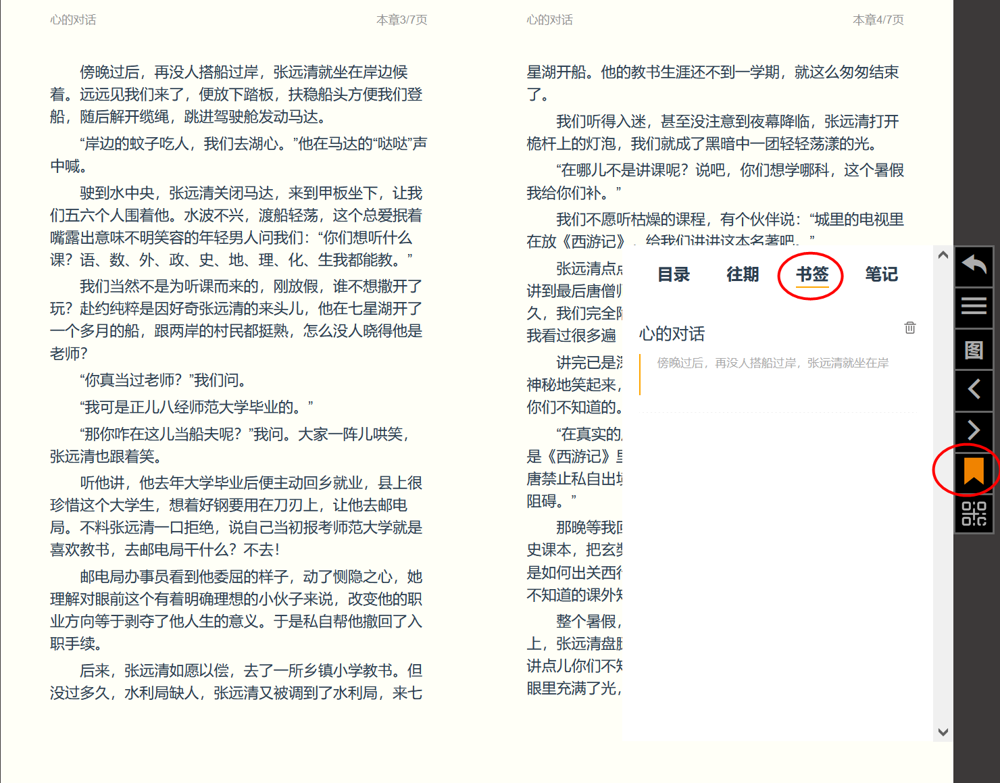 心的对话
本章3/7页
傍晚过后，再没人搭船过岸，张远清就坐在岸边候
着。远远见我们来了，便放下踏板，扶稳船头方便我们登
船，随后解开缆绳，跳进驾驶舱发动马达。
“岸边的蚊子吃人，我们去湖心。”他在马达的“哒哒”声
中喊。
驶到水中央，张远清关闭马达，来到甲板坐下，让我
们五六个人围着他。水波不兴，渡船轻荡，这个总爱抿着
嘴露出意味不明笑容的年轻男人问我们：“你们想听什么
课？语、数、外、政、史、地、理、化、生我都能教。”
我们当然不是为听课而来的，刚放假，谁不想撒开了
玩？赴约纯粹是因好奇张远清的来头儿，他在七星湖开了
一个多月的船，跟两岸的村民都挺熟，怎么没人晓得他是
老师？
“你真当过老师？”我们问。
“我可是正儿八经师范大学毕业的。”
“那你咋在这儿当船夫呢？”我问。大家一阵儿哄笑，
张远清也跟着笑。
听他讲，他去年大学毕业后便主动回乡就业，县上很
珍惜这个大学生，想着好钢要用在刀刃上，让他去邮电
局。不料张远清一口拒绝，说自己当初报考师范大学就是
喜欢教书，去邮电局干什么？不去！
邮电局办事员看到他委屈的样子，动了恻隐之心，她
理解对眼前这个有着明确理想的小伙子来说，改变他的职
业方向等于剥夺了他人生的意义。于是私自帮他撤回了入
职手续。
后来，张远清如愿以偿，去了一所乡镇小学教书。但
没过多久，水利局缺人，张远清又被调到了水利局，来七
心的对话
本章4/7页
星湖开船。他的教书生涯还不到一学期，就这么匆匆结束
了。
我们听得入迷，甚至没注意到夜幕降临，张远清打开
桅杆上的灯泡，我们就成了黑暗中一团轻轻荡漾的光。
“在哪儿不是讲课呢？说吧，你们想学哪科，这个暑假
我给你们补。”
我们不愿听枯燥的课程，有个伙伴说：“城里的电视里
在放《西游记》，给我们讲讲这本名著吧。”
张远清点点
讲到最后唐僧师
久，我们完全陷
我看过很多遍
讲完已是深
神秘地笑起来，
你们不知道的。
“在真实的
是《西游记》里
唐禁止私自出境
阻碍。”
那晚等我回
史课本，把玄奘
是如何出关西行
不知道的课外知
整个暑假，
上，张远清盘腿
讲点儿你们不知
眼里充满了光，
目录
往期
书签
笔记
心的对话
傍晚过后，再没人搭船过岸，张远清就坐在岸
图